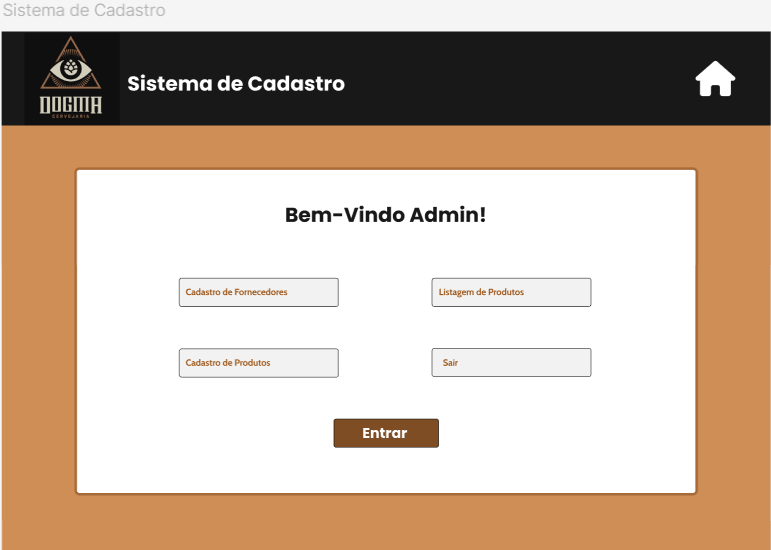 Sistema de Cadastro
DOGMA
CERVEJARIA
Sistema de Cadastro
Bem-Vindo Admin!
Cadastro de Fornecedores
Listagem de Produtos
Cadastro de Produtos
Sair
Entrar